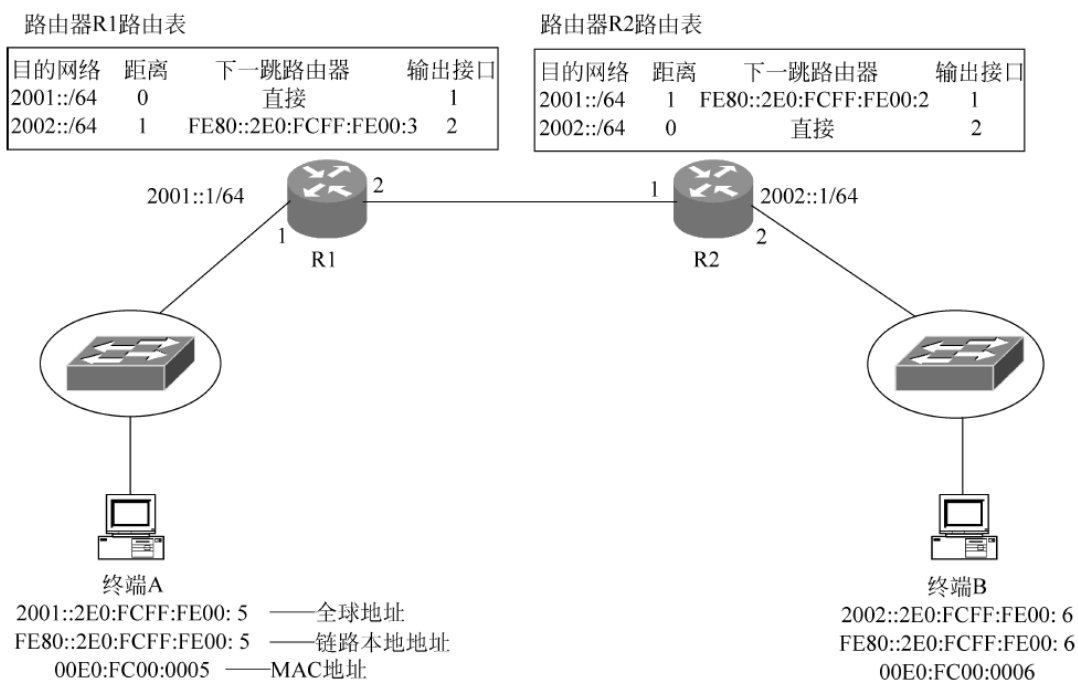 路由器R1路由表
目的网络 距离 下一跳路由器 输出接口
2001::/64 0 直接 1
2002::/64 1 FE80::2E0:FCFF:FE00:3 2
路由器R2路由表
目的网络 距离 下一跳路由器 输出接口
2001::/64 1 FE80::2E0:FCFF:FE00:2 1
2002::/64 0 直接 2
2001::1/64
2
1
R1
1
2002::1/64
2
R2
终端A
2001::2E0:FCFF:FE00: 5 ——全球地址
FE80::2E0:FCFF:FE00: 5 ——链路本地地址
00E0:FC00:0005 ——MAC地址
终端B
2002::2E0:FCFF:FE00: 6
FE80::2E0:FCFF:FE00: 6
00E0:FC00:0006